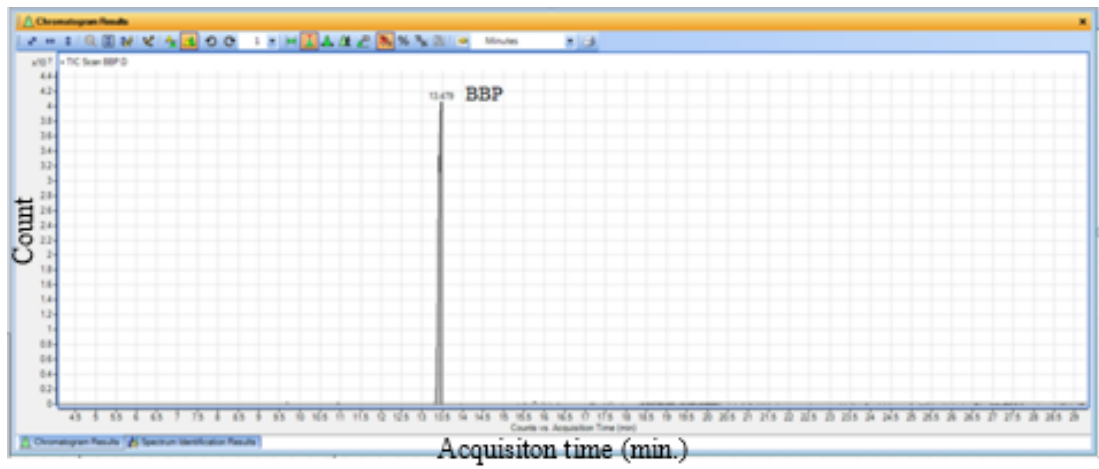 Chromatogram Results
1 Minutes
x10 7 + TIC Scan BBP.D
4.4
4.2
13.479 BBP
4
3.8
3.6
3.4
3.2
3
2.8
2.6
2.4
2.2
2
1.8
1.6
1.4
1.2
1
0.8
0.6
0.4
0.2
0
Count
4.5 5 5.5 6 6.5 7 7.5 8 8.5 9 9.5 10 10.5 11 11.5 12 12.5 13 13.5 14 14.5 15 15.5 16 16.5 17 17.5 18 18.5 19 19.5 20 20.5 21 21.5 22 22.5 23 23.5 24 24.5 25 25.5 26 26.5 27 27.5 28 28.5 29
Counts vs. Acquisition Time (min)
Chromatogram Results Spectrum Identification Results
Acquisiton time (min.)